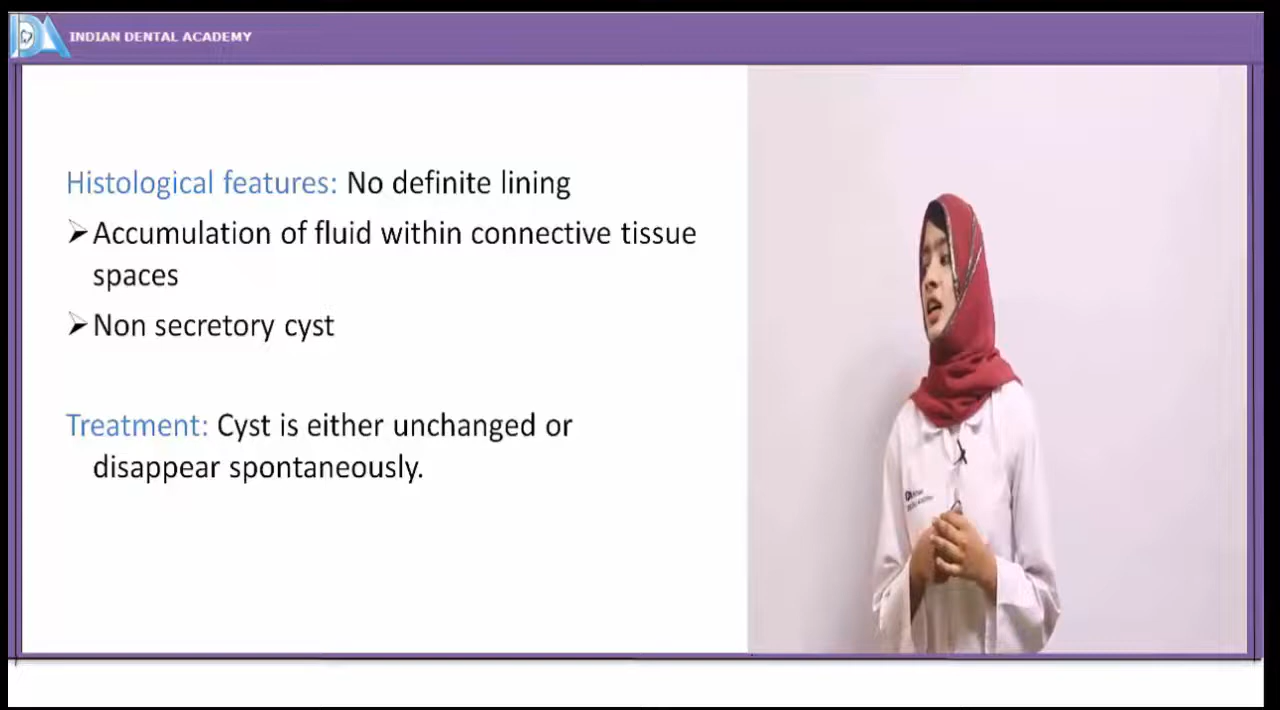 INDIAN DENTAL ACADEMY
Histological features: No definite lining
➢Accumulation of fluid within connective tissue
spaces
➢Non secretory cyst
Treatment: Cyst is either unchanged or
disappear spontaneously.